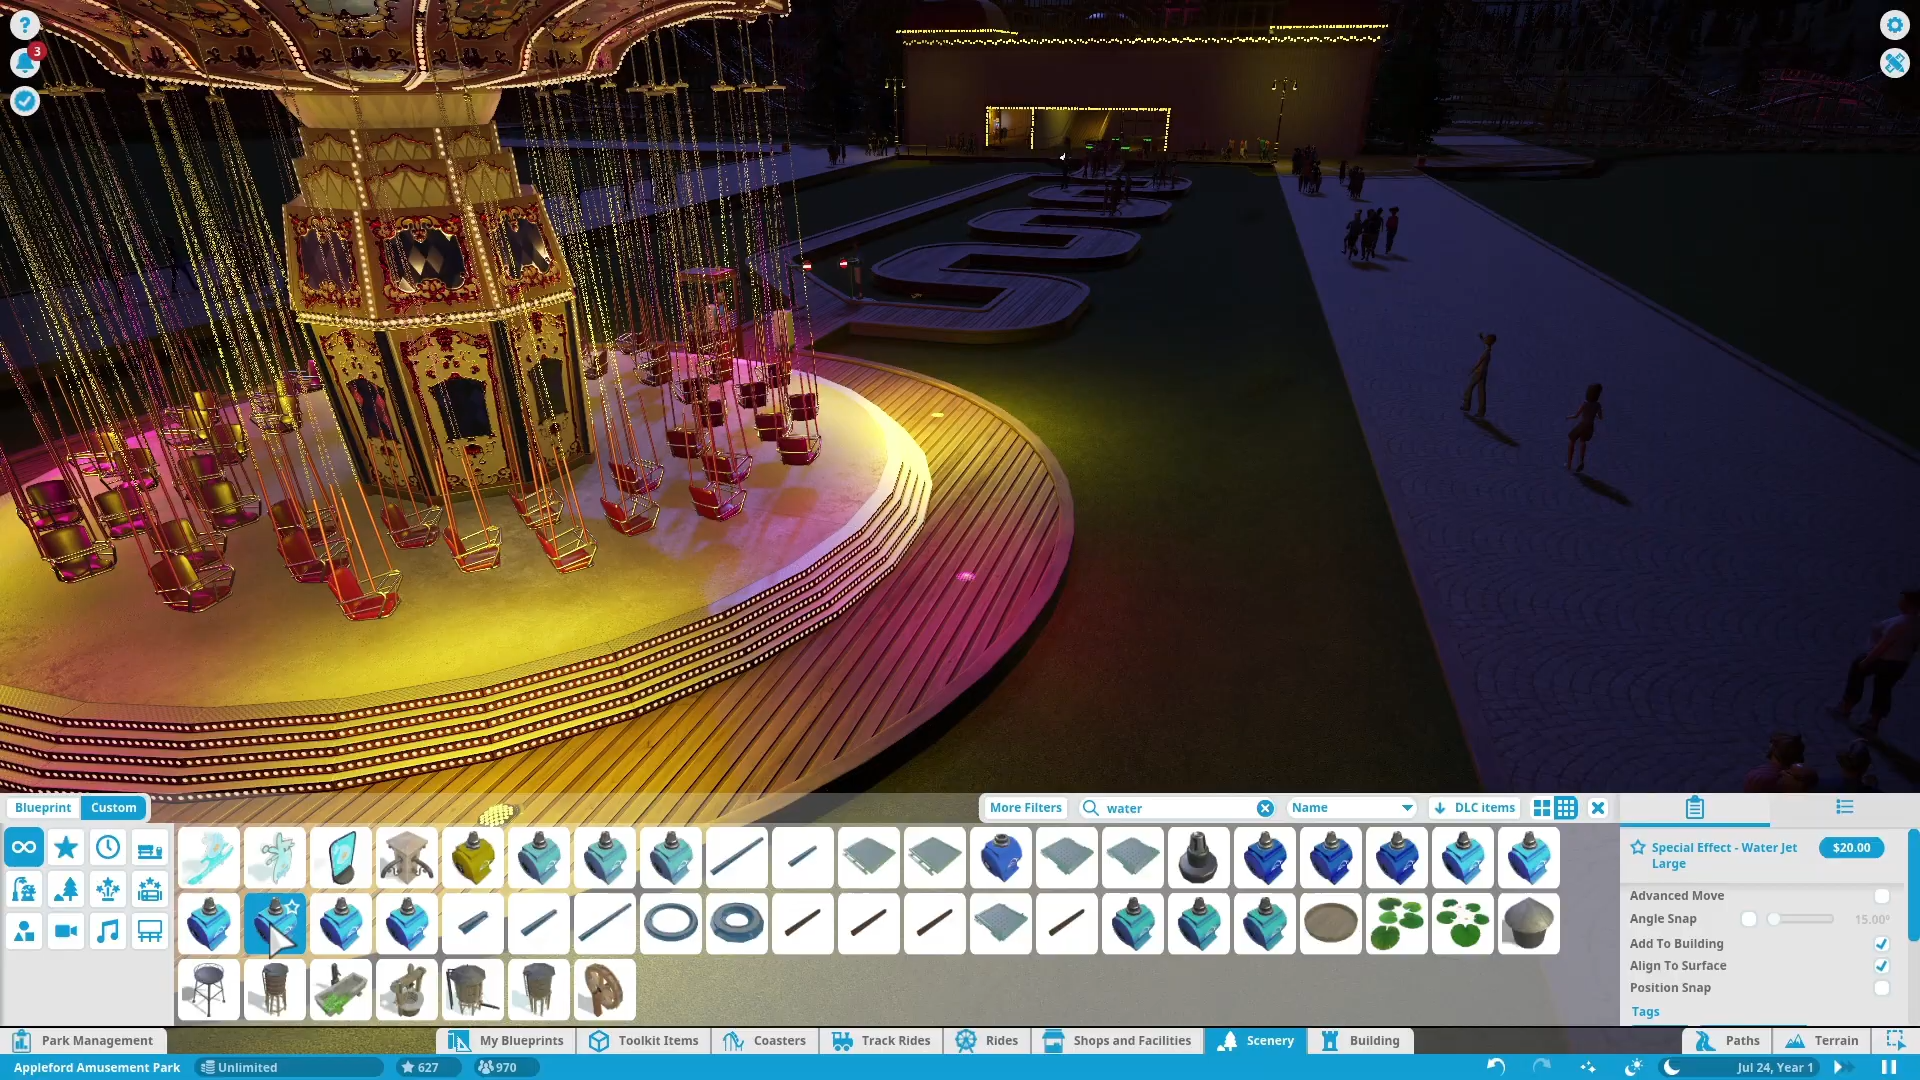 ?
3
Blueprint
Custom
More Filters
water
Name
DLC items
Special Effect - Water Jet
Large
$20.00
Advanced Move
Angle Snap
15.00°
Add To Building
Align To Surface
Position Snap
Tags
Park Management
My Blueprints
Toolkit Items
Coasters
Track Rides
Rides
Shops and Facilities
Scenery
Building
Paths
Terrain
Appleford Amusement Park
Unlimited
627
970
Jul 24, Year 1